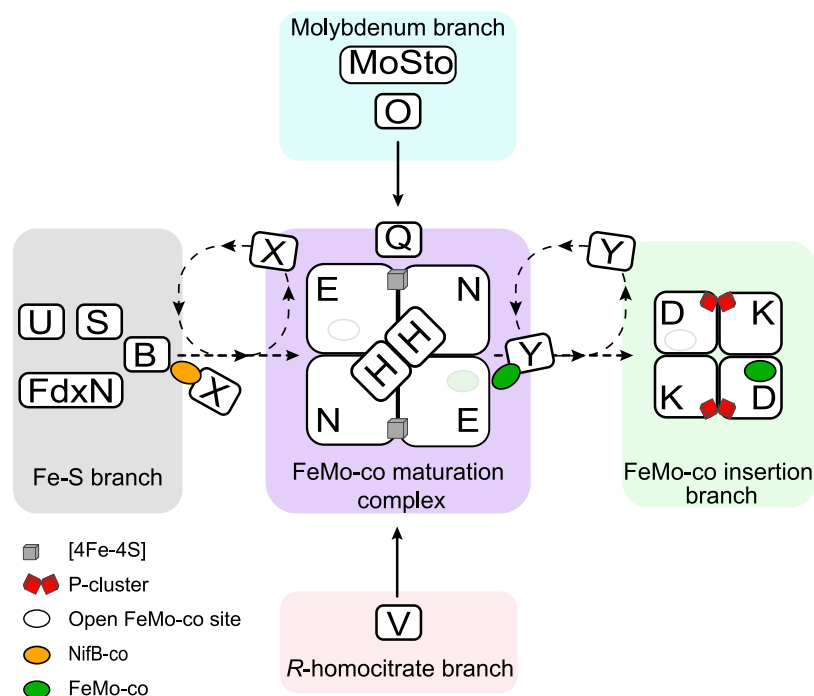 Molybdenum branch
MoSto
O
Q
X
Y
E N
H
H
N E
FeMo-co maturation
complex
U S
B
X
FdxN
Fe-S branch
Y
D K
K D
FeMo-co insertion
branch
[4Fe-4S]
P-cluster
Open FeMo-co site
NifB-co
FeMo-co
V
R-homocitrate branch